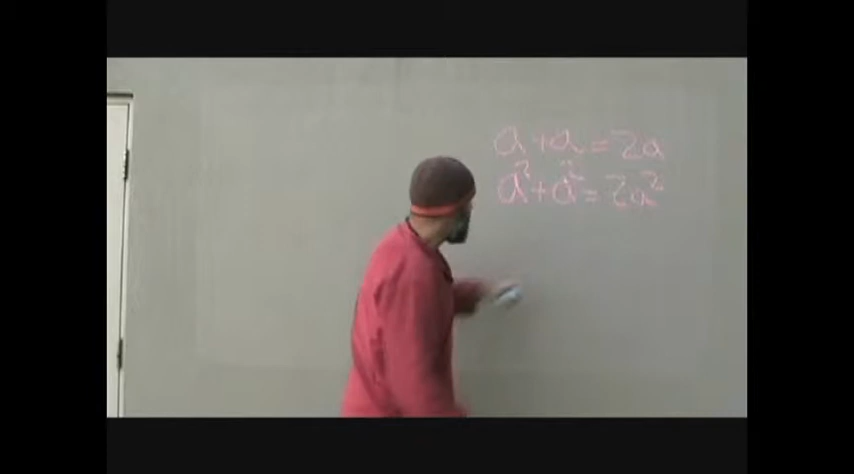 a + a = 2a
a² + a² = 2a²